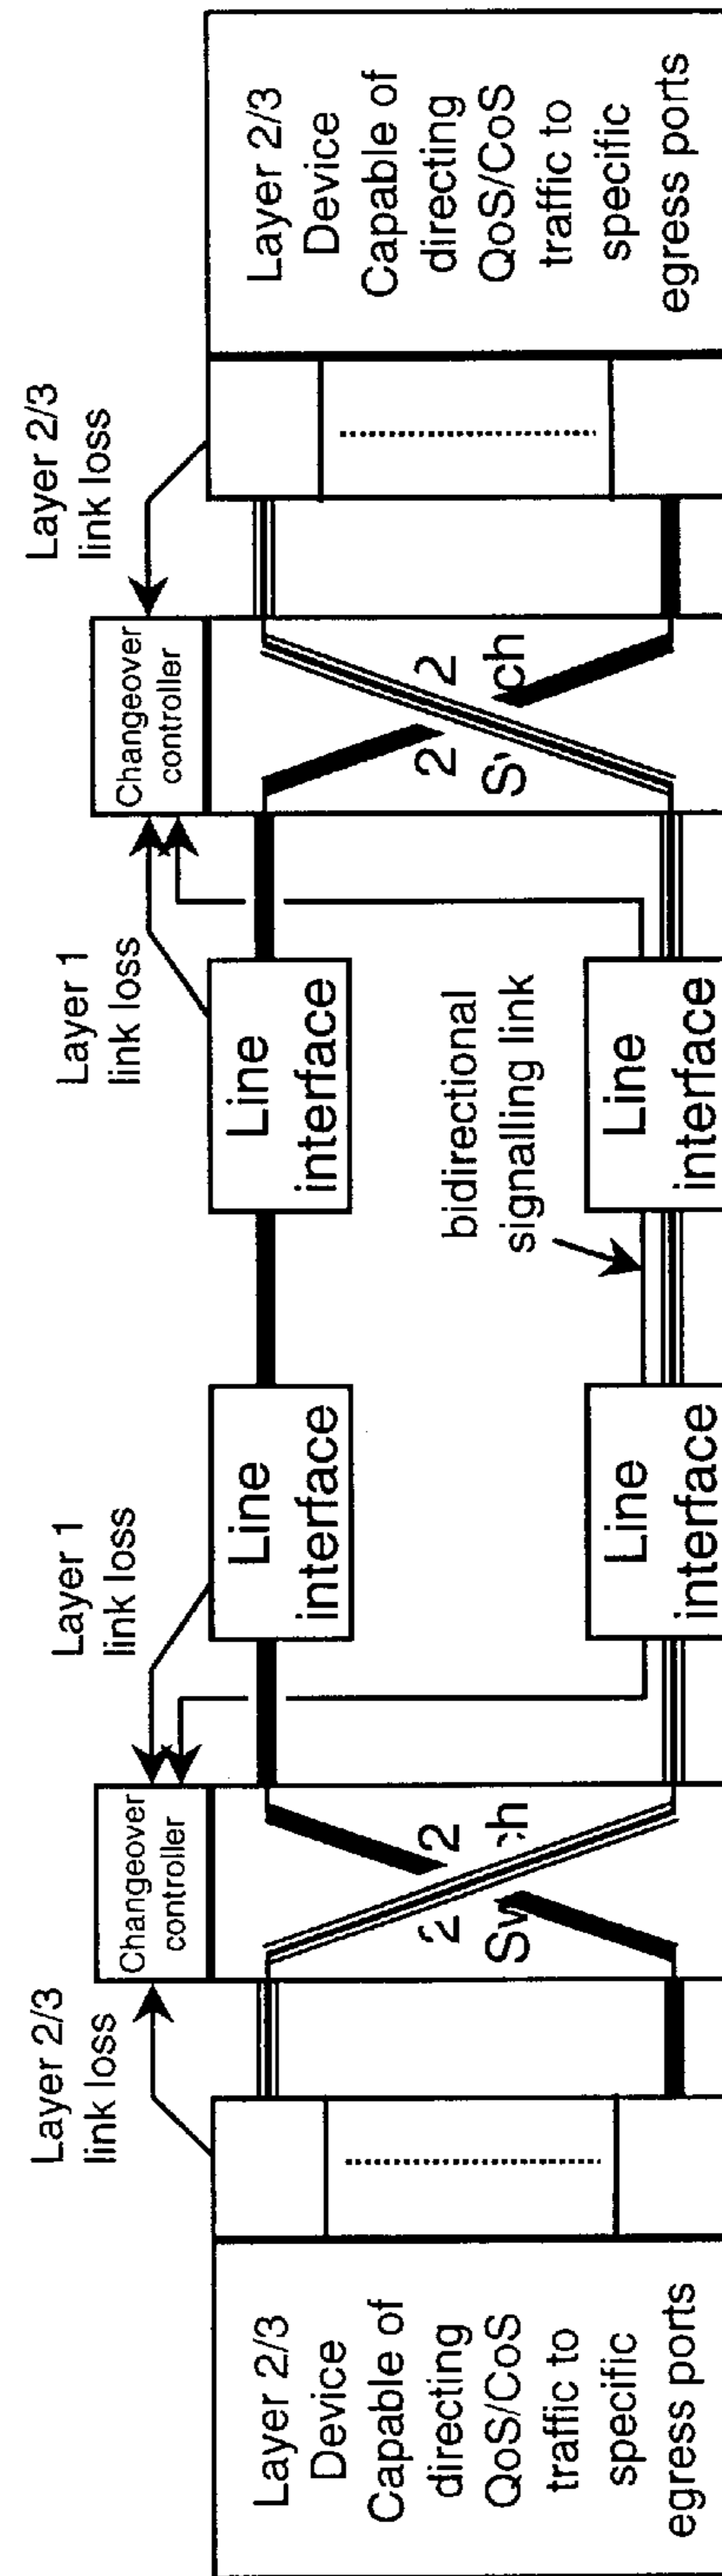 Layer 2/3
link loss
Layer 1
link loss
Layer 1
link loss
Layer 2/3
link loss
Changeover
controller
Changeover
controller
Layer 2/3
Device
Capable of
directing
QoS/CoS
traffic to
specific
egress ports
2 2
Line
interface
Line
interface
2 2
Layer 2/3
Device
Capable of
directing
QoS/CoS
traffic to
specific
egress ports
bidirectional
signalling link
Line
interface
Line
interface